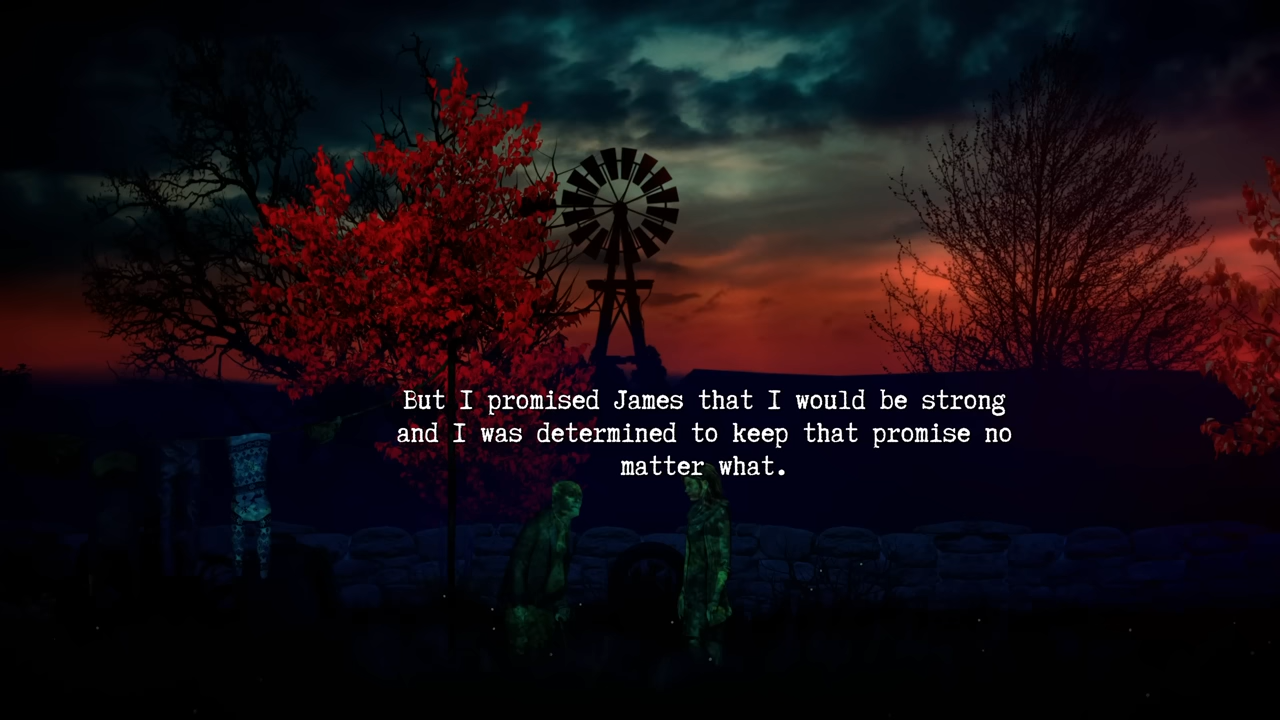 But I promised James that I would be strong
and I was determined to keep that promise no
matter what.